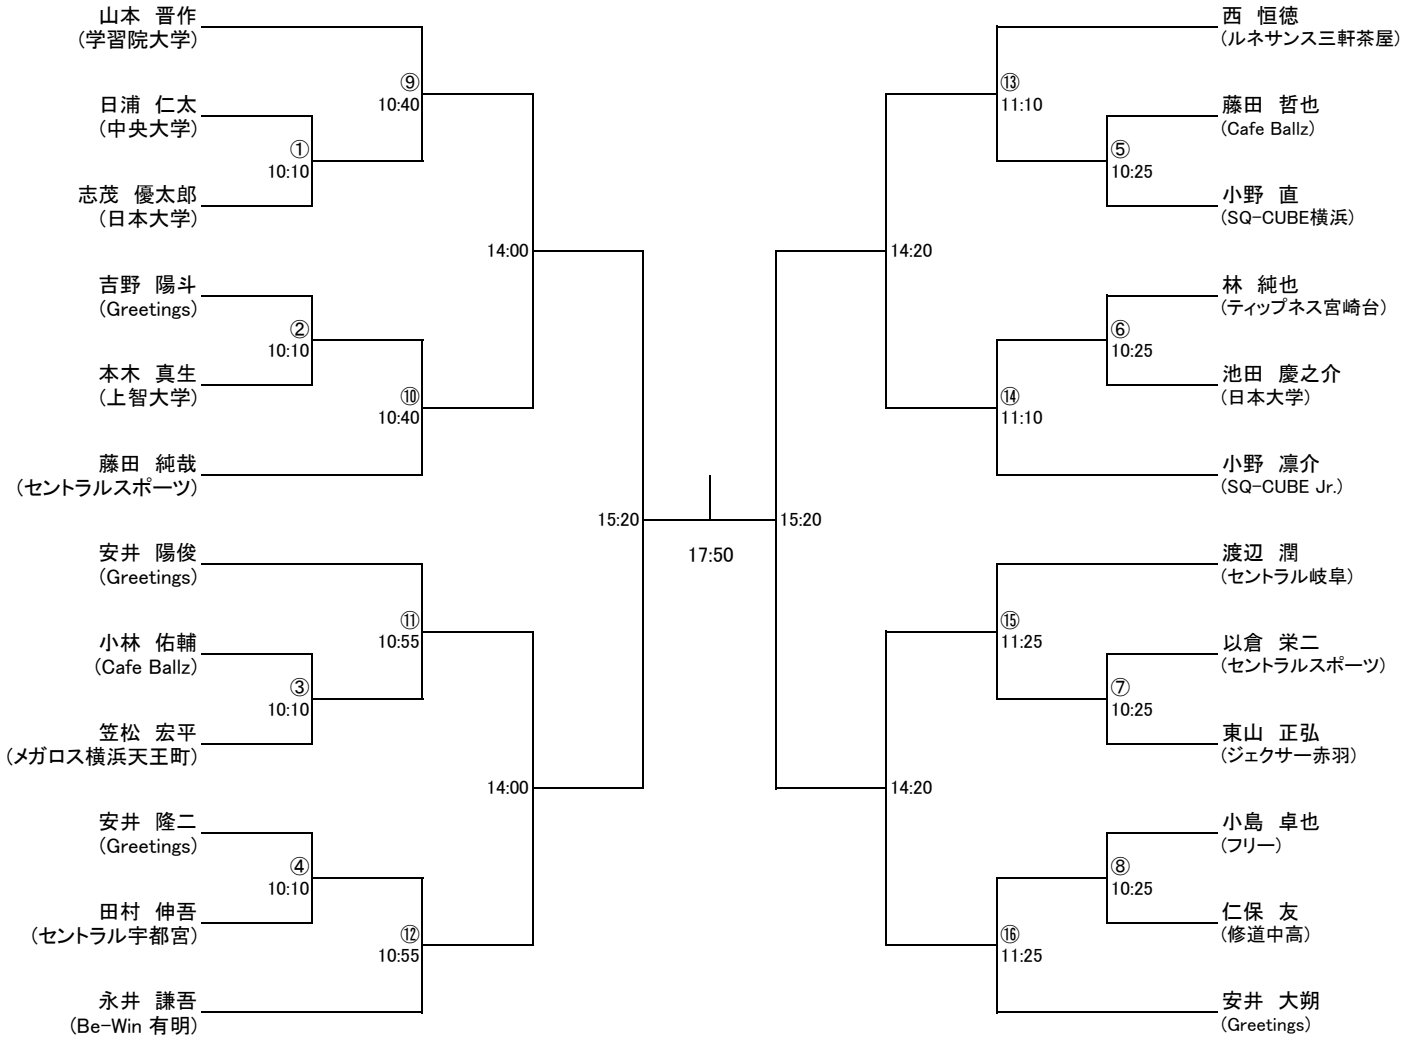 山本 晋作
(学習院大学)
⑨
10:40
日浦 仁太
(中央大学)
①
10:10
志茂 優太郎
(日本大学)
14:00
吉野 陽斗
(Greetings)
②
10:10
本木 真生
(上智大学)
⑩
10:40
藤田 純哉
(セントラルスポーツ)
15:20
安井 陽俊
(Greetings)
⑪
10:55
小林 佑輔
(Cafe Ballz)
③
10:10
笠松 宏平
(メガロス横浜天王町)
14:00
安井 隆二
(Greetings)
④
10:10
田村 伸吾
(セントラル宇都宮)
⑫
10:55
永井 謙吾
(Be-Win 有明)
17:50
西 恒徳
(ルネサンス三軒茶屋)
⑬
11:10
藤田 哲也
(Cafe Ballz)
⑤
10:25
小野 直
(SQ-CUBE横浜)
14:20
林 純也
(ティップネス宮崎台)
⑥
10:25
池田 慶之介
(日本大学)
⑭
11:10
小野 凛介
(SQ-CUBE Jr.)
15:20
渡辺 潤
(セントラル岐阜)
⑮
11:25
以倉 栄二
(セントラルスポーツ)
⑦
10:25
東山 正弘
(ジェクサー赤羽)
14:20
小島 卓也
(フリー)
⑧
10:25
仁保 友
(修道中高)
⑯
11:25
安井 大朔
(Greetings)